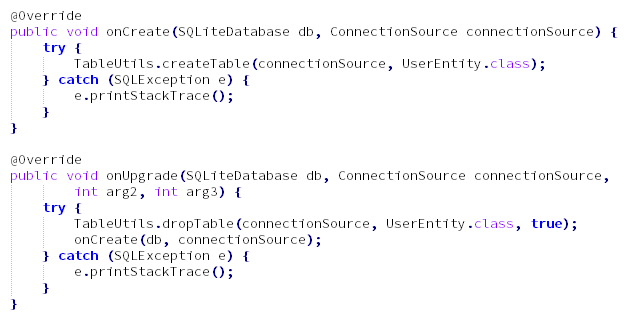 @Override
public void onCreate(SQLiteDatabase db, ConnectionSource connectionSource) {
    try {
        TableUtils.createTable(connectionSource, UserEntity.class);
    } catch (SQLException e) {
        e.printStackTrace();
    }
}

@Override
public void onUpgrade(SQLiteDatabase db, ConnectionSource connectionSource,
        int arg2, int arg3) {
    try {
        TableUtils.dropTable(connectionSource, UserEntity.class, true);
        onCreate(db, connectionSource);
    } catch (SQLException e) {
        e.printStackTrace();
    }
}